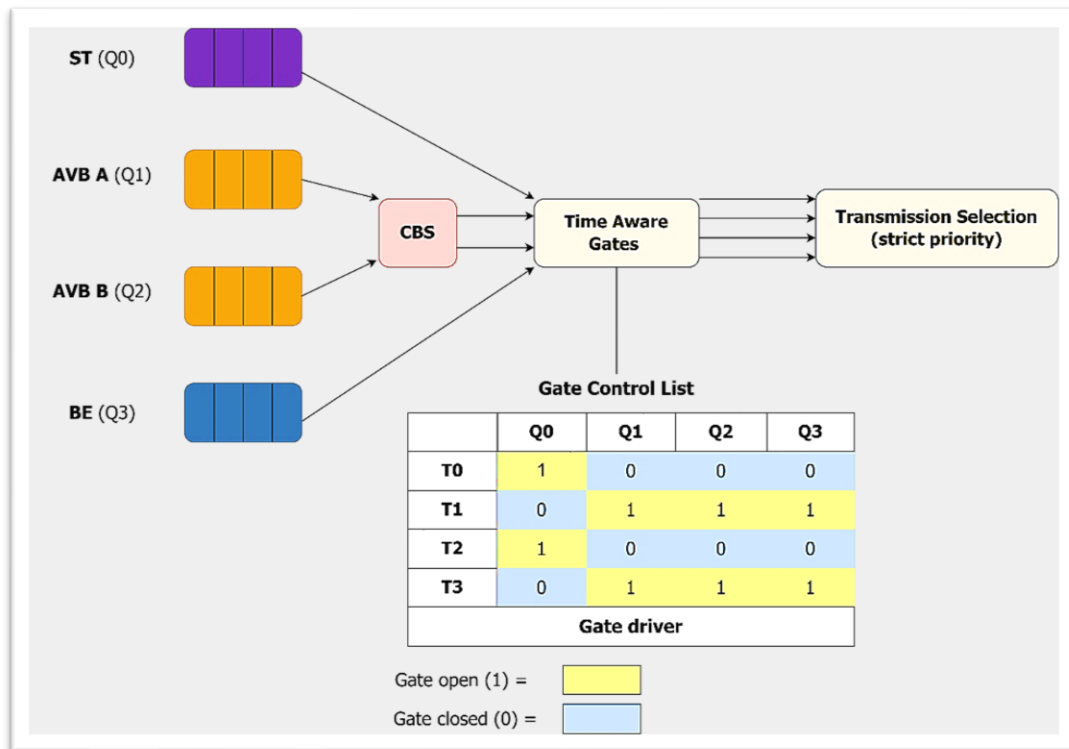 ST (Q0)
AVB A (Q1)
AVB B (Q2)
BE (Q3)
CBS
Time Aware
Gates
Transmission Selection
(strict priority)
Gate Control List
Q0 Q1 Q2 Q3
T0 1 0 0 0
T1 0 1 1 1
T2 1 0 0 0
T3 0 1 1 1
Gate driver
Gate open (1) =
Gate closed (0) =